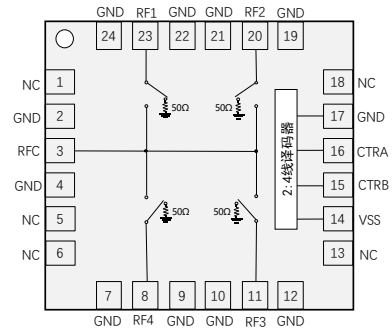 GND RF1 GND GND RF2 GND
24 23 22 21 20 19
NC 1 18 NC
50Ω 50Ω
GND 2 17 GND
RFC 3 16 CTRA
GND 4 15 CTRB
2:4线译码器
NC 5 50Ω 50Ω 14 VSS
NC 6 13 NC
7 8 9 10 11 12
GND RF4 GND GND RF3 GND